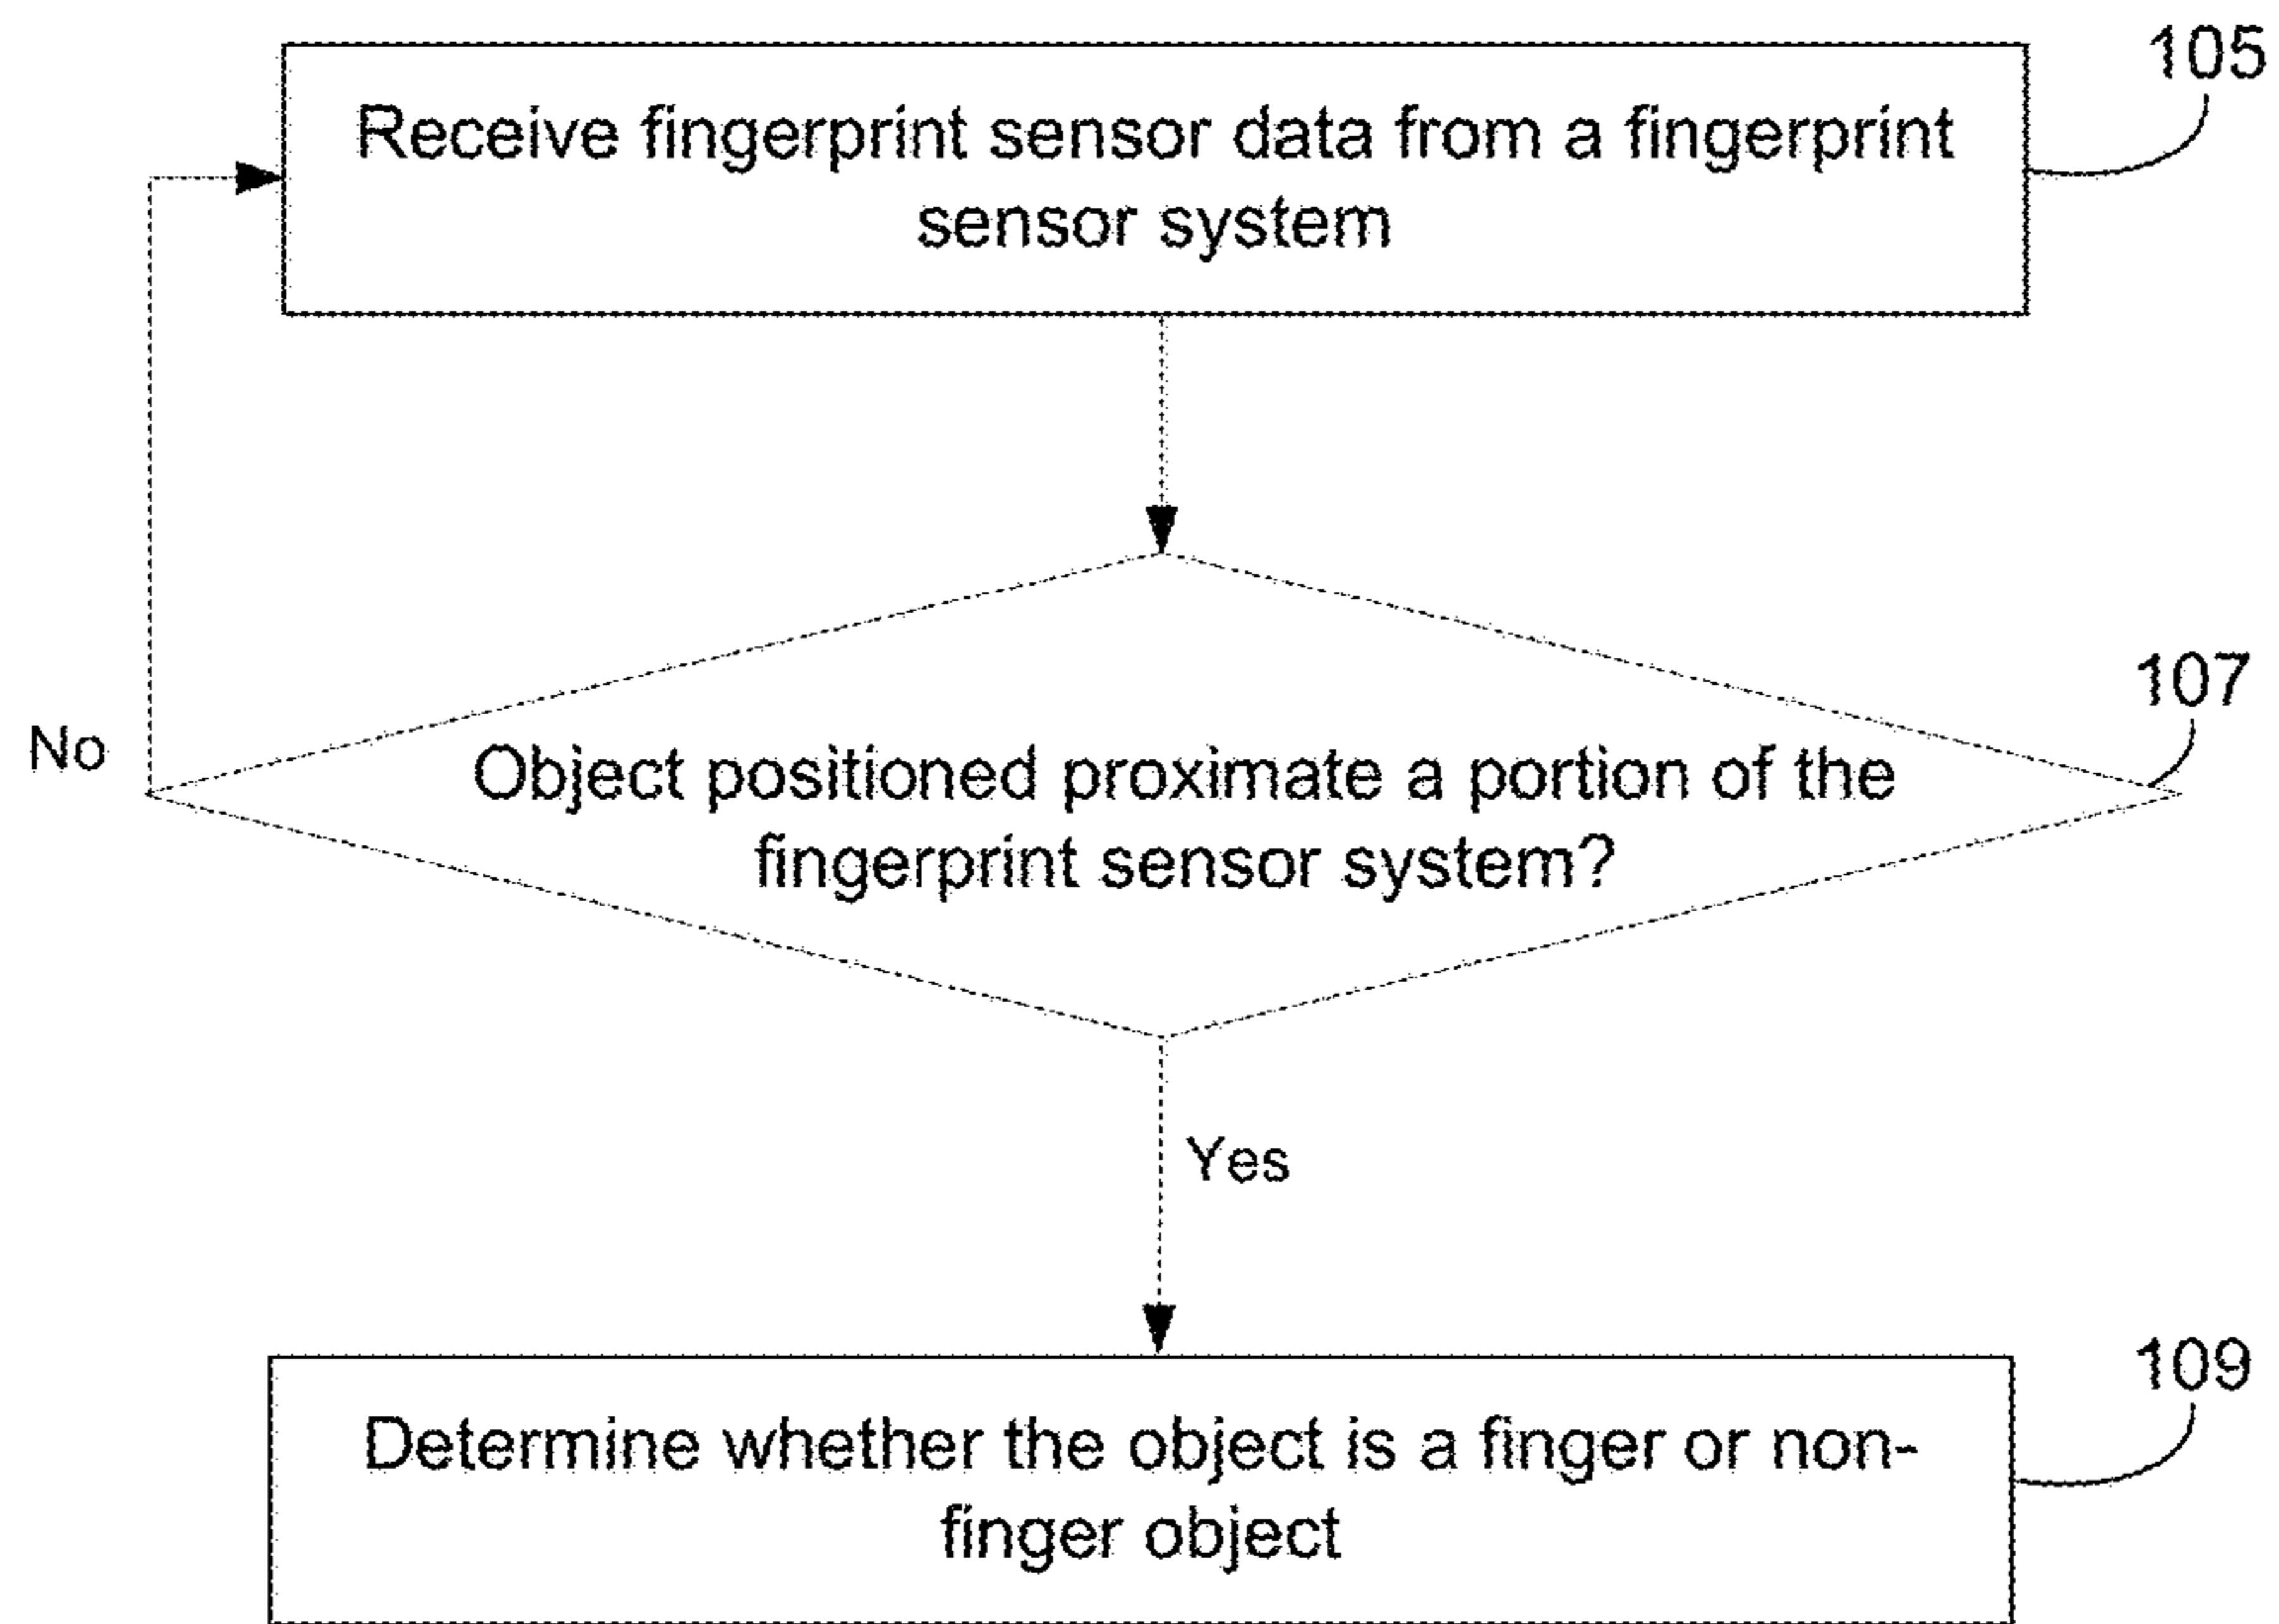 105
Receive fingerprint sensor data from a fingerprint
sensor system
107
No
Object positioned proximate a portion of the
fingerprint sensor system?
Yes
109
Determine whether the object is a finger or non-
finger object